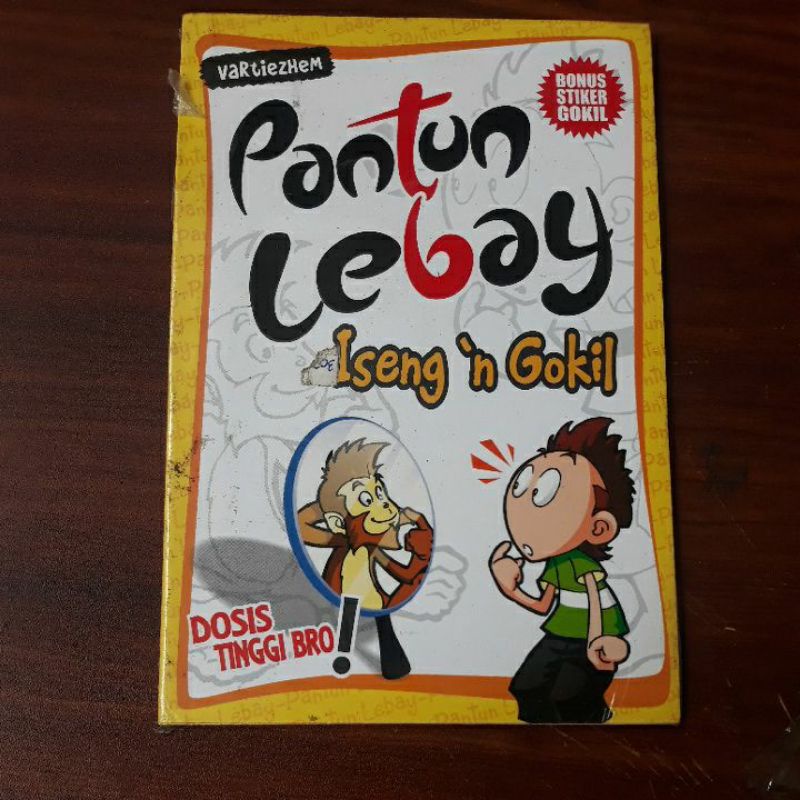 vaRtiezHem
BONUS
STIKER
GOKIL
Pantun
Lebay
Iseng 'n Gokil
DOSIS
TINGGI BRO!